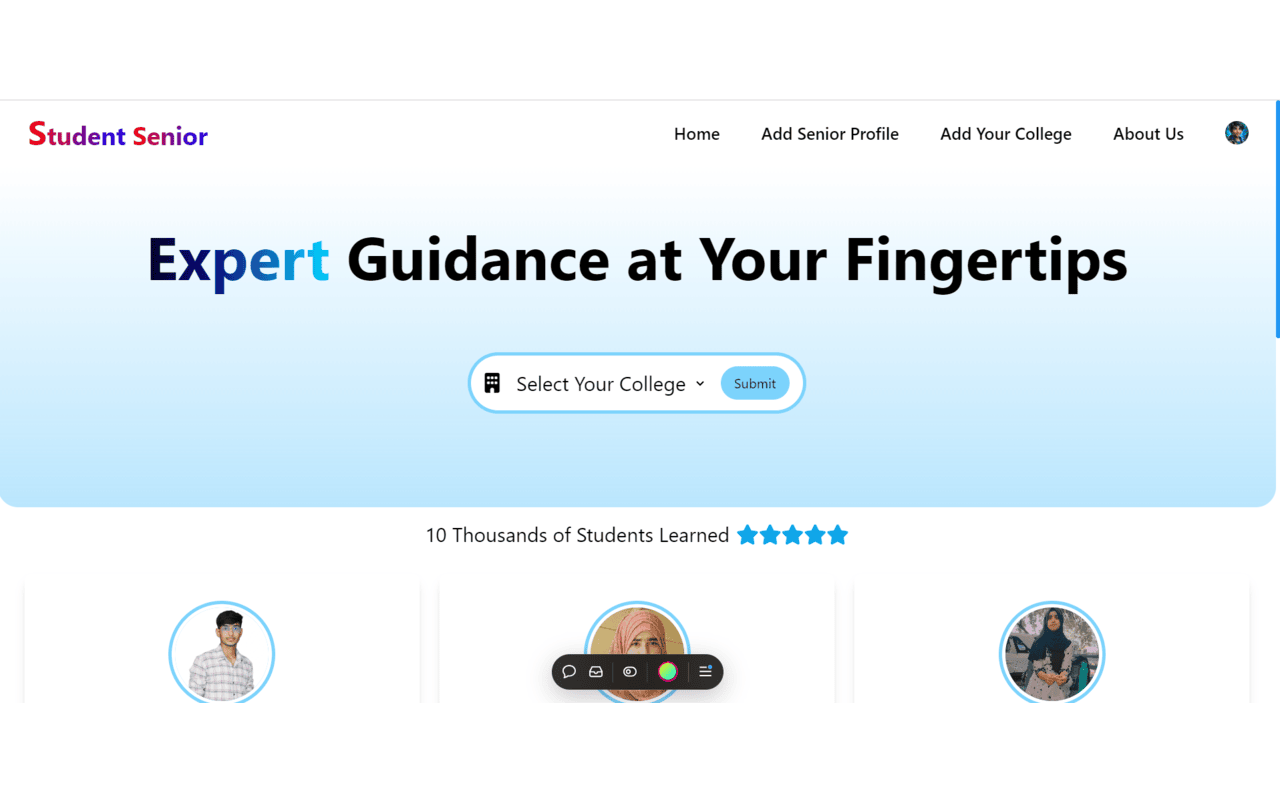 Student Senior
Home
Add Senior Profile
Add Your College
About Us
Expert Guidance at Your Fingertips
Select Your College
Submit
10 Thousands of Students Learned